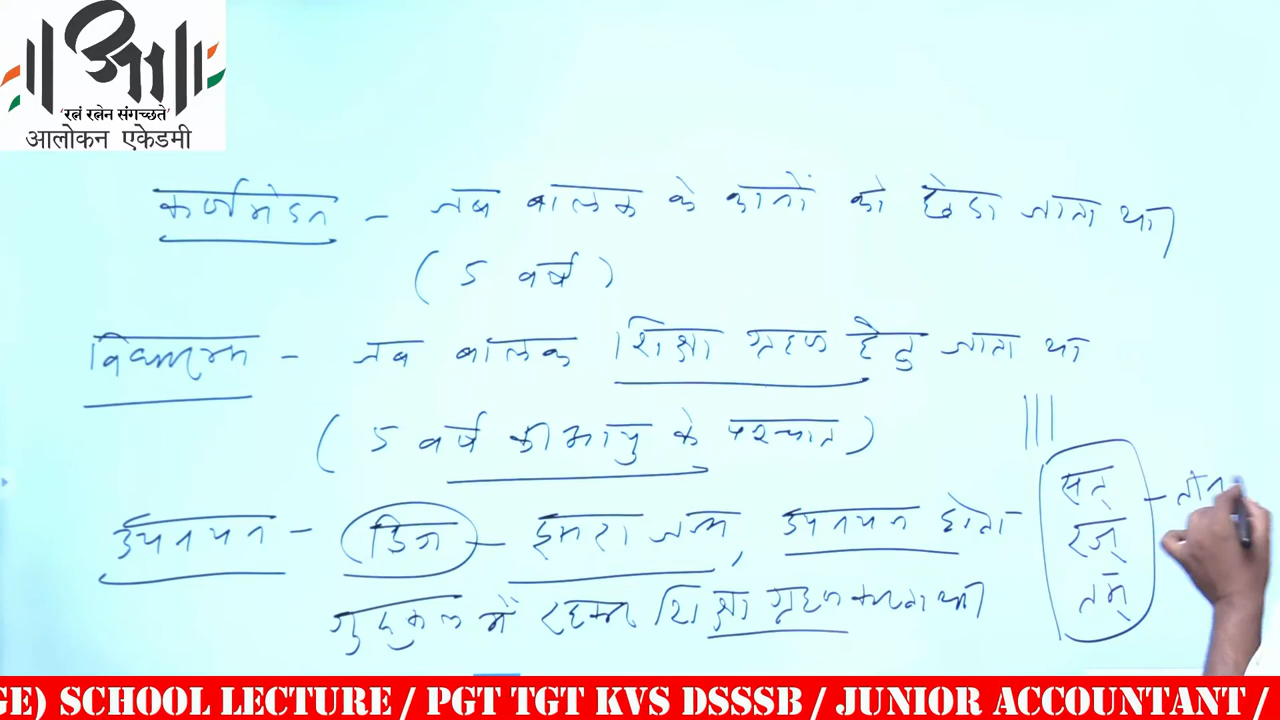 'रत्नं रत्नेन संगच्छते'
आलोकन एकेडमी
कर्णभेदन - जब बालक के कानों को छेदा जाता था।
( 5 वर्ष )
विद्यारम्भ - जब बालक शिक्षा ग्रहण हेतु जाता था
( 5 वर्ष की आयु के पश्चात )
उपनयन - द्विज - दूसरा जन्म, उपनयन होता
गुरुकुल में रहकर शिक्षा ग्रहण करता था।
सत्
रज्
तम्
- तीन
GE) SCHOOL LECTURE / PGT TGT KVS DSSSB / JUNIOR ACCOUNTANT /